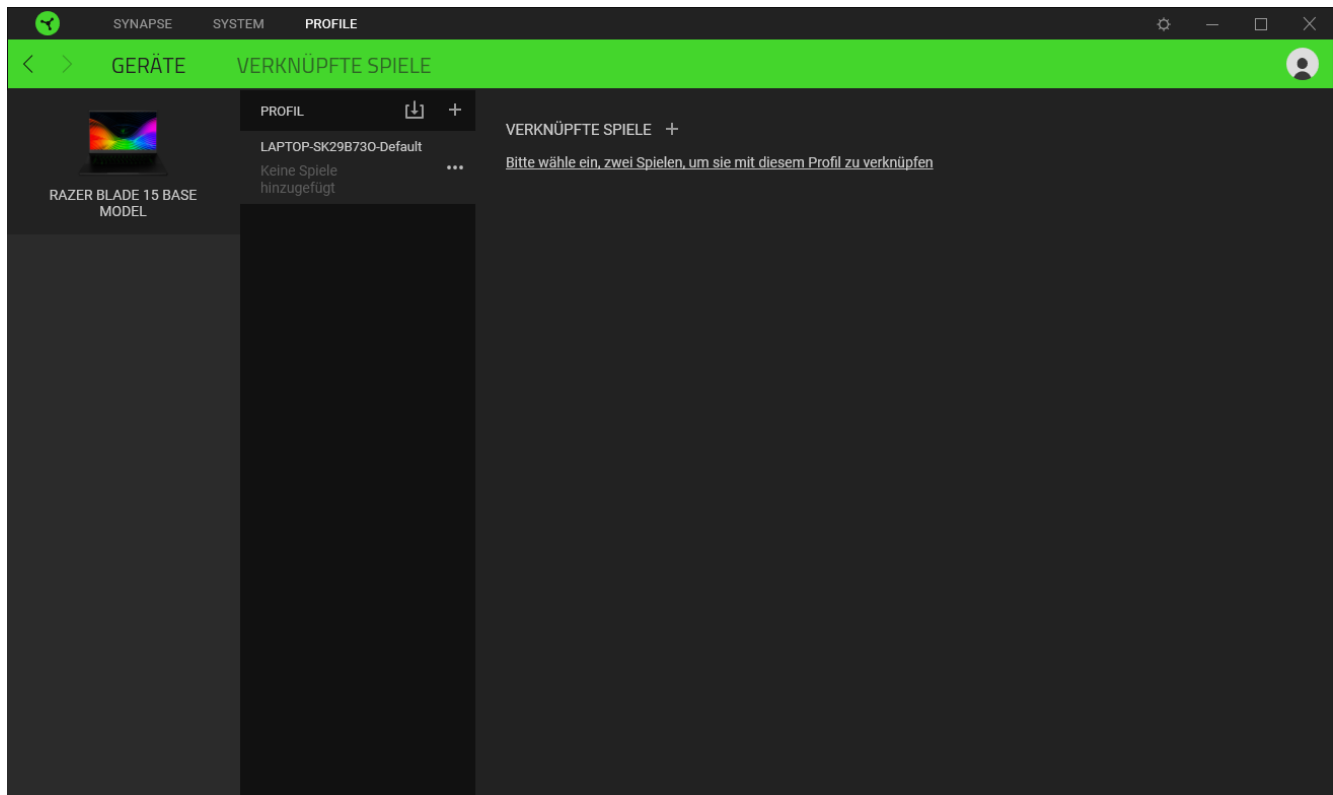 SYNAPSE SYSTEM PROFILE
GERÄTE VERKNÜPFTE SPIELE
RAZER BLADE 15 BASE
MODEL
PROFIL
LAPTOP-SK29B73O-Default
Keine Spiele
hinzugefügt
VERKNÜPFTE SPIELE
Bitte wähle ein, zwei Spielen, um sie mit diesem Profil zu verknüpfen